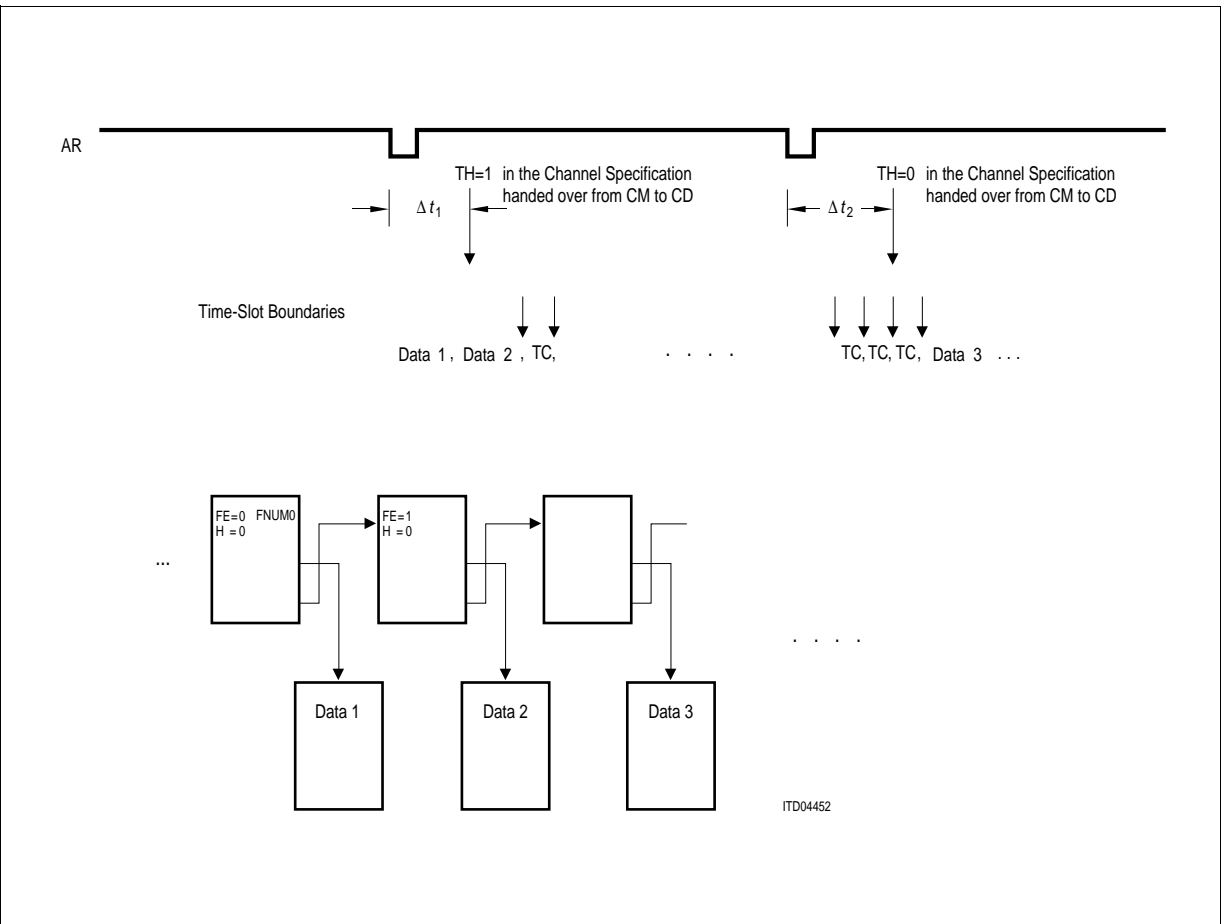 AR
TH=1 in the Channel Specification
handed over from CM to CD
TH=0 in the Channel Specification
handed over from CM to CD
Δt1
Δt2
Time-Slot Boundaries
Data 1, Data 2, TC, . . . . TC, TC, TC, Data 3 ...
FE=0 FNUM0
H =0
FE=1
H =0
...
. . . .
Data 1
Data 2
Data 3
ITD04452